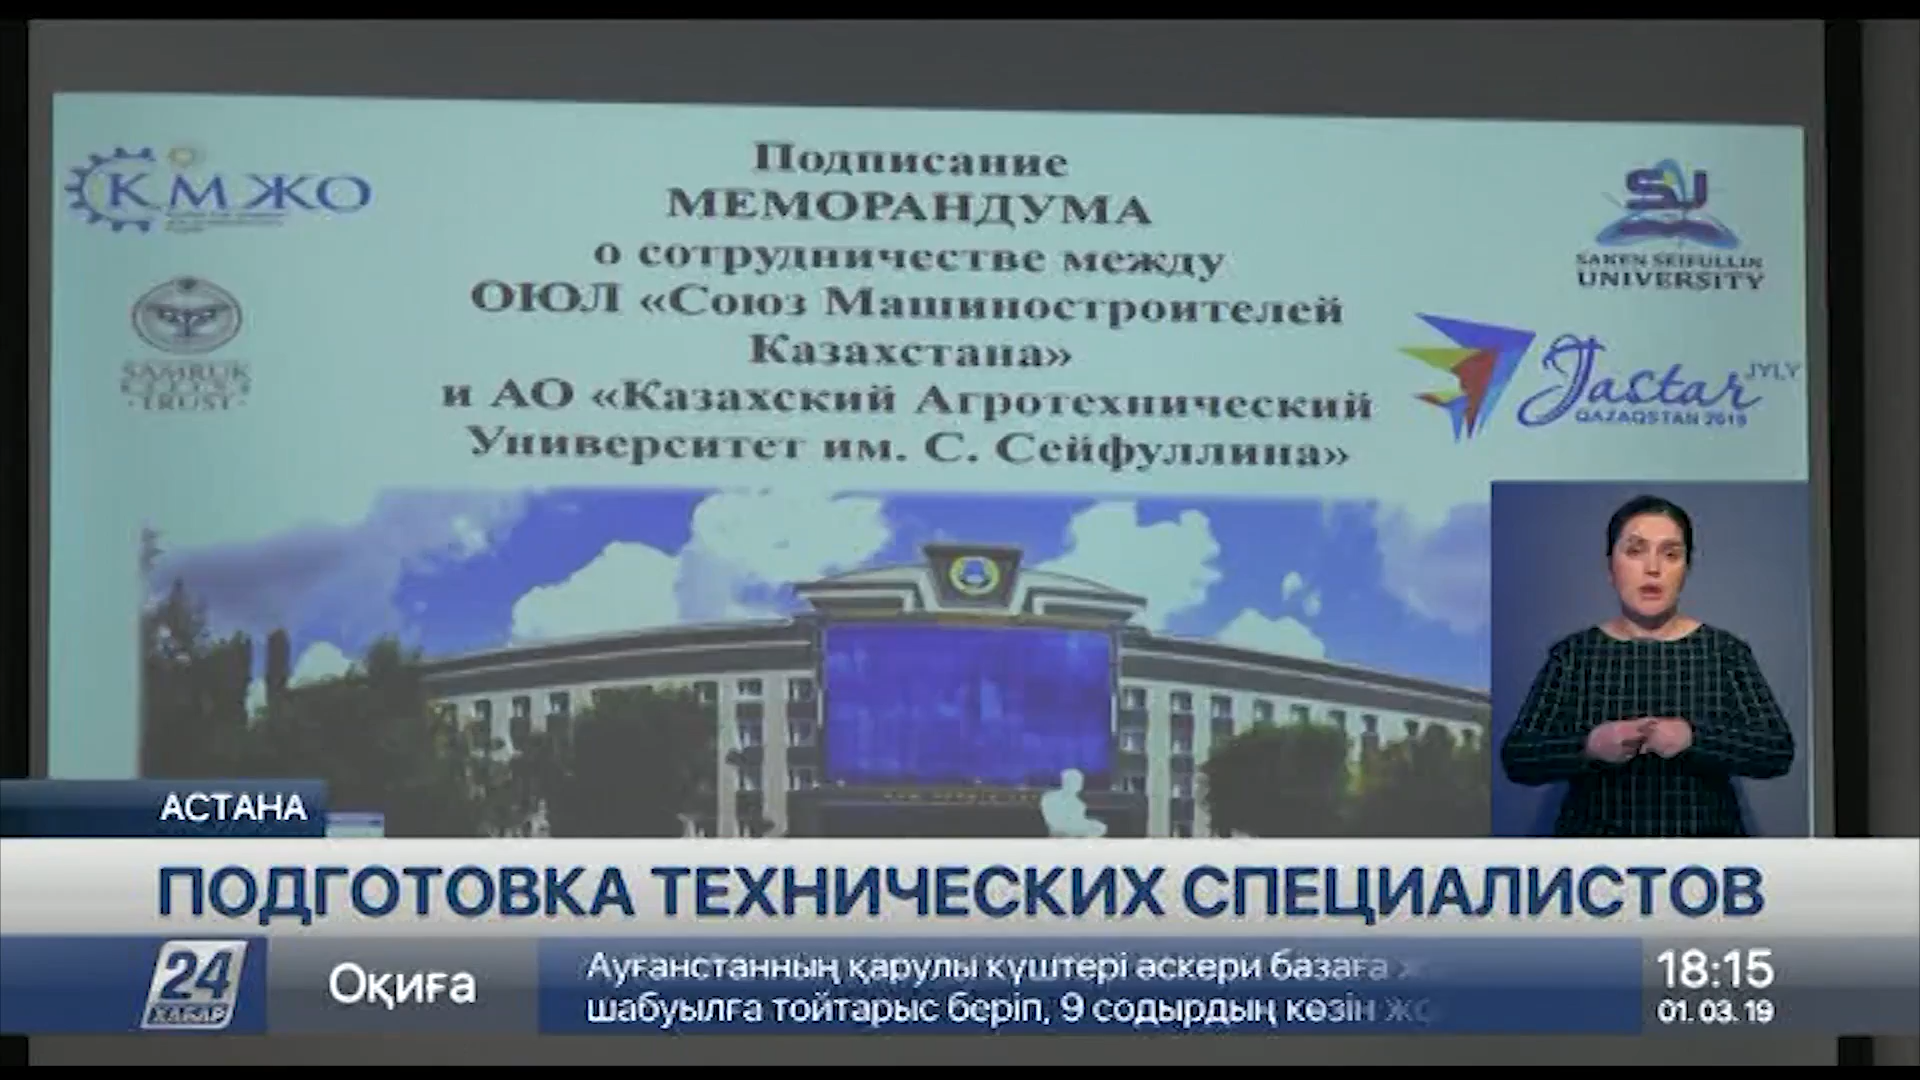 КМЖО
Подписание
МЕМОРАНДУМА
о сотрудничестве между
ОЮЛ «Союз Машиностроителей
Казахстана»
и АО «Казахский Агротехнический
Университет им. С. Сейфуллина»
SAMRUK
KAZYNA
TRUST
SU
SAKEN SEIFULLIN
UNIVERSITY
Jastar JYLY
QAZAQSTAN 2019
АСТАНА
ПОДГОТОВКА ТЕХНИЧЕСКИХ СПЕЦИАЛИСТОВ
24
ХАБАР
Оқиға
Ауғанстанның қарулы күштері әскери базаға
шабуылға тойтарыс беріп, 9 содырдың көзін
18:15
01. 03. 19